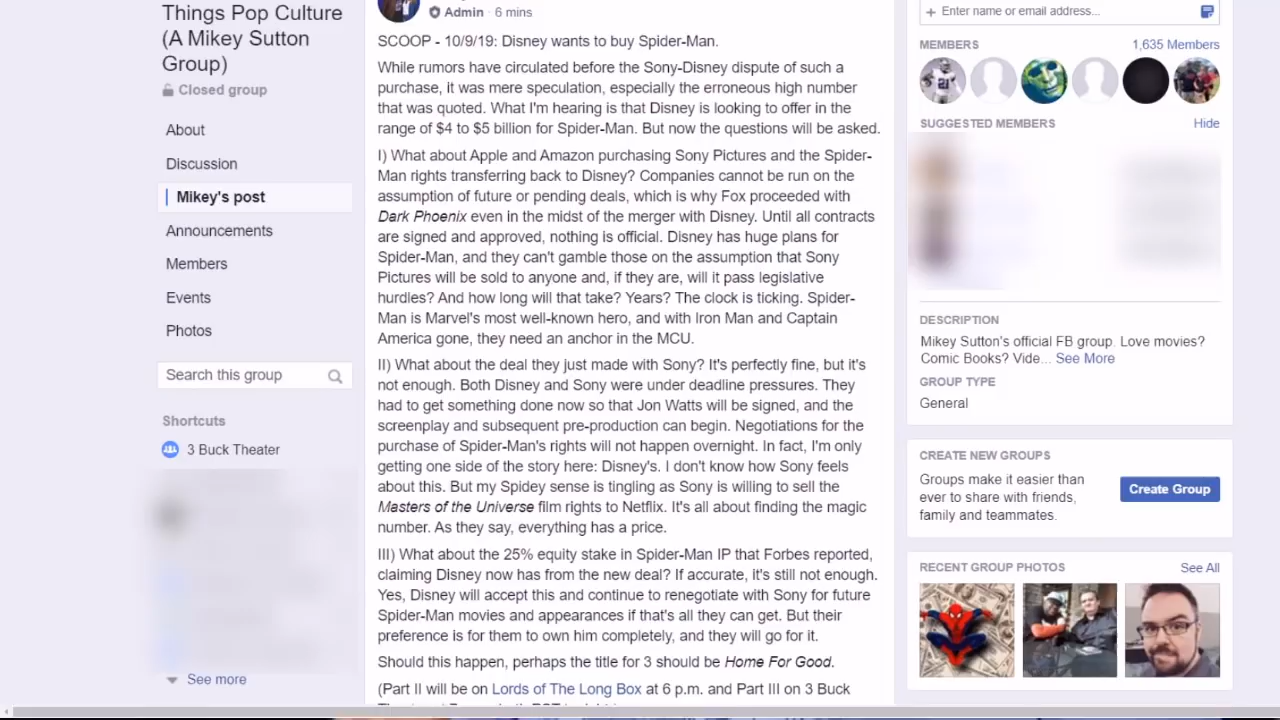 Things Pop Culture
(A Mikey Sutton
Group)
Closed group
About
Discussion
Mikey's post
Announcements
Members
Events
Photos
Search this group
Shortcuts
3 Buck Theater
See more
Admin · 6 mins
SCOOP - 10/9/19: Disney wants to buy Spider-Man.
While rumors have circulated before the Sony-Disney dispute of such a
purchase, it was mere speculation, especially the erroneous high number
that was quoted. What I'm hearing is that Disney is looking to offer in the
range of $4 to $5 billion for Spider-Man. But now the questions will be asked.
I) What about Apple and Amazon purchasing Sony Pictures and the Spider-
Man rights transferring back to Disney? Companies cannot be run on the
assumption of future or pending deals, which is why Fox proceeded with
Dark Phoenix even in the midst of the merger with Disney. Until all contracts
are signed and approved, nothing is official. Disney has huge plans for
Spider-Man, and they can't gamble those on the assumption that Sony
Pictures will be sold to anyone and, if they are, will it pass legislative
hurdles? And how long will that take? Years? The clock is ticking. Spider-
Man is Marvel's most well-known hero, and with Iron Man and Captain
America gone, they need an anchor in the MCU.
II) What about the deal they just made with Sony? It's perfectly fine, but it's
not enough. Both Disney and Sony were under deadline pressures. They
had to get something done now so that Jon Watts will be signed, and the
screenplay and subsequent pre-production can begin. Negotiations for the
purchase of Spider-Man's rights will not happen overnight. In fact, I'm only
getting one side of the story here: Disney's. I don't know how Sony feels
about this. But my Spidey sense is tingling as Sony is willing to sell the
Masters of the Universe film rights to Netflix. It's all about finding the magic
number. As they say, everything has a price.
III) What about the 25% equity stake in Spider-Man IP that Forbes reported,
claiming Disney now has from the new deal? If accurate, it's still not enough.
Yes, Disney will accept this and continue to renegotiate with Sony for future
Spider-Man movies and appearances if that's all they can get. But their
preference is for them to own him completely, and they will go for it.
Should this happen, perhaps the title for 3 should be Home For Good.
(Part II will be on Lords of The Long Box at 6 p.m. and Part III on 3 Buck
+ Enter name or email address...
MEMBERS 1,635 Members
SUGGESTED MEMBERS Hide
DESCRIPTION
Mikey Sutton's official FB group. Love movies?
Comic Books? Vide... See More
GROUP TYPE
General
CREATE NEW GROUPS
Groups make it easier than
ever to share with friends,
family and teammates.
Create Group
RECENT GROUP PHOTOS See All